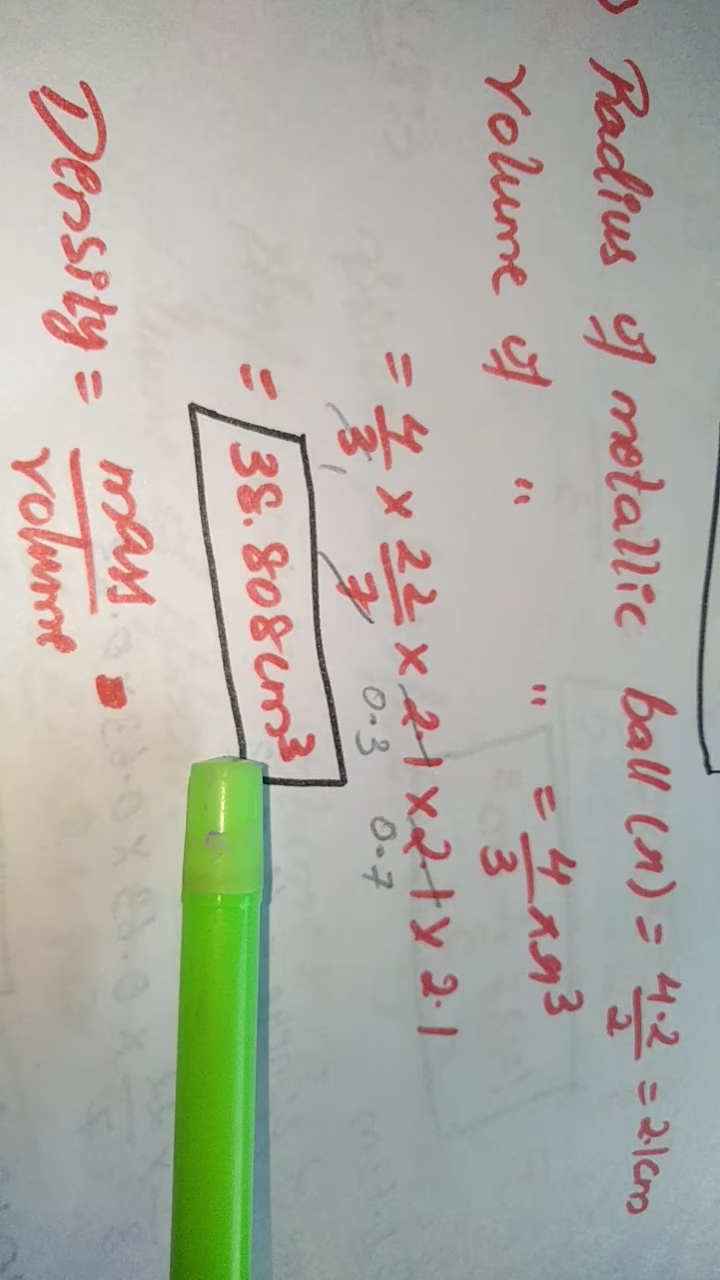 Radius of metallic ball (r) = 4.2/2 = 2.1cm
Volume of " " = 4/3 πr³
= 4/3 × 22/7 × 2.1 × 2.1 × 2.1
1 0.3 0.7
= 38.808cm³
Density = mass/volume